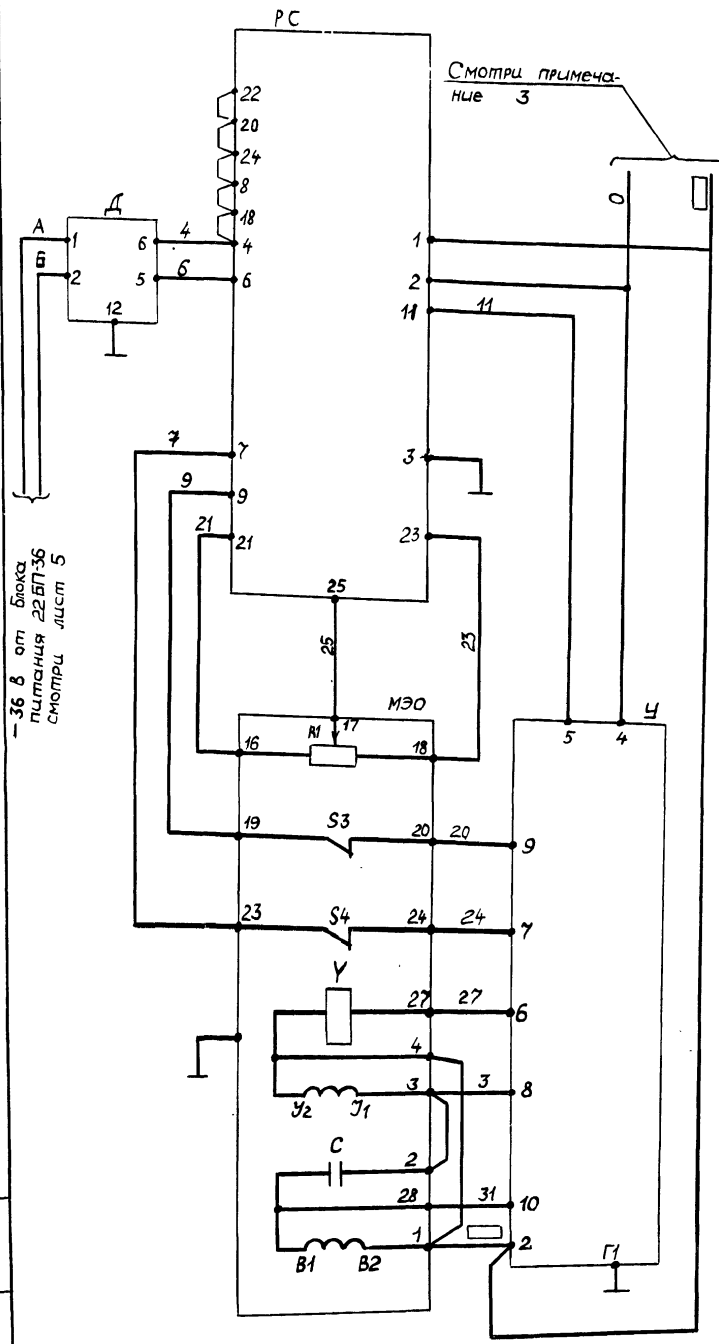 РС
Смотри примеча-
ние 3
22
20
24
8
18
4
6
О
А
Б
Д
1
2
6
5
12
4
6
1
2
11
11
7
7
9
9
21
21
3
23
25
25
23
– 36 В от блока
питания 22БП-36
смотри лист 5
МЭО
R1
17
16
18
У
5
4
19
S3
20
20
9
23
S4
24
24
7
Y
27
27
6
4
3
3
8
У2
У1
С
2
28
31
10
1
2
В1
В2
Г1